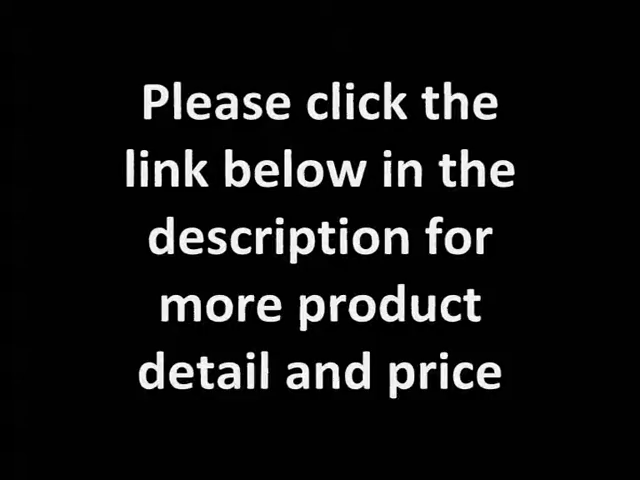 Please click the
link below in the
description for
more product
detail and price